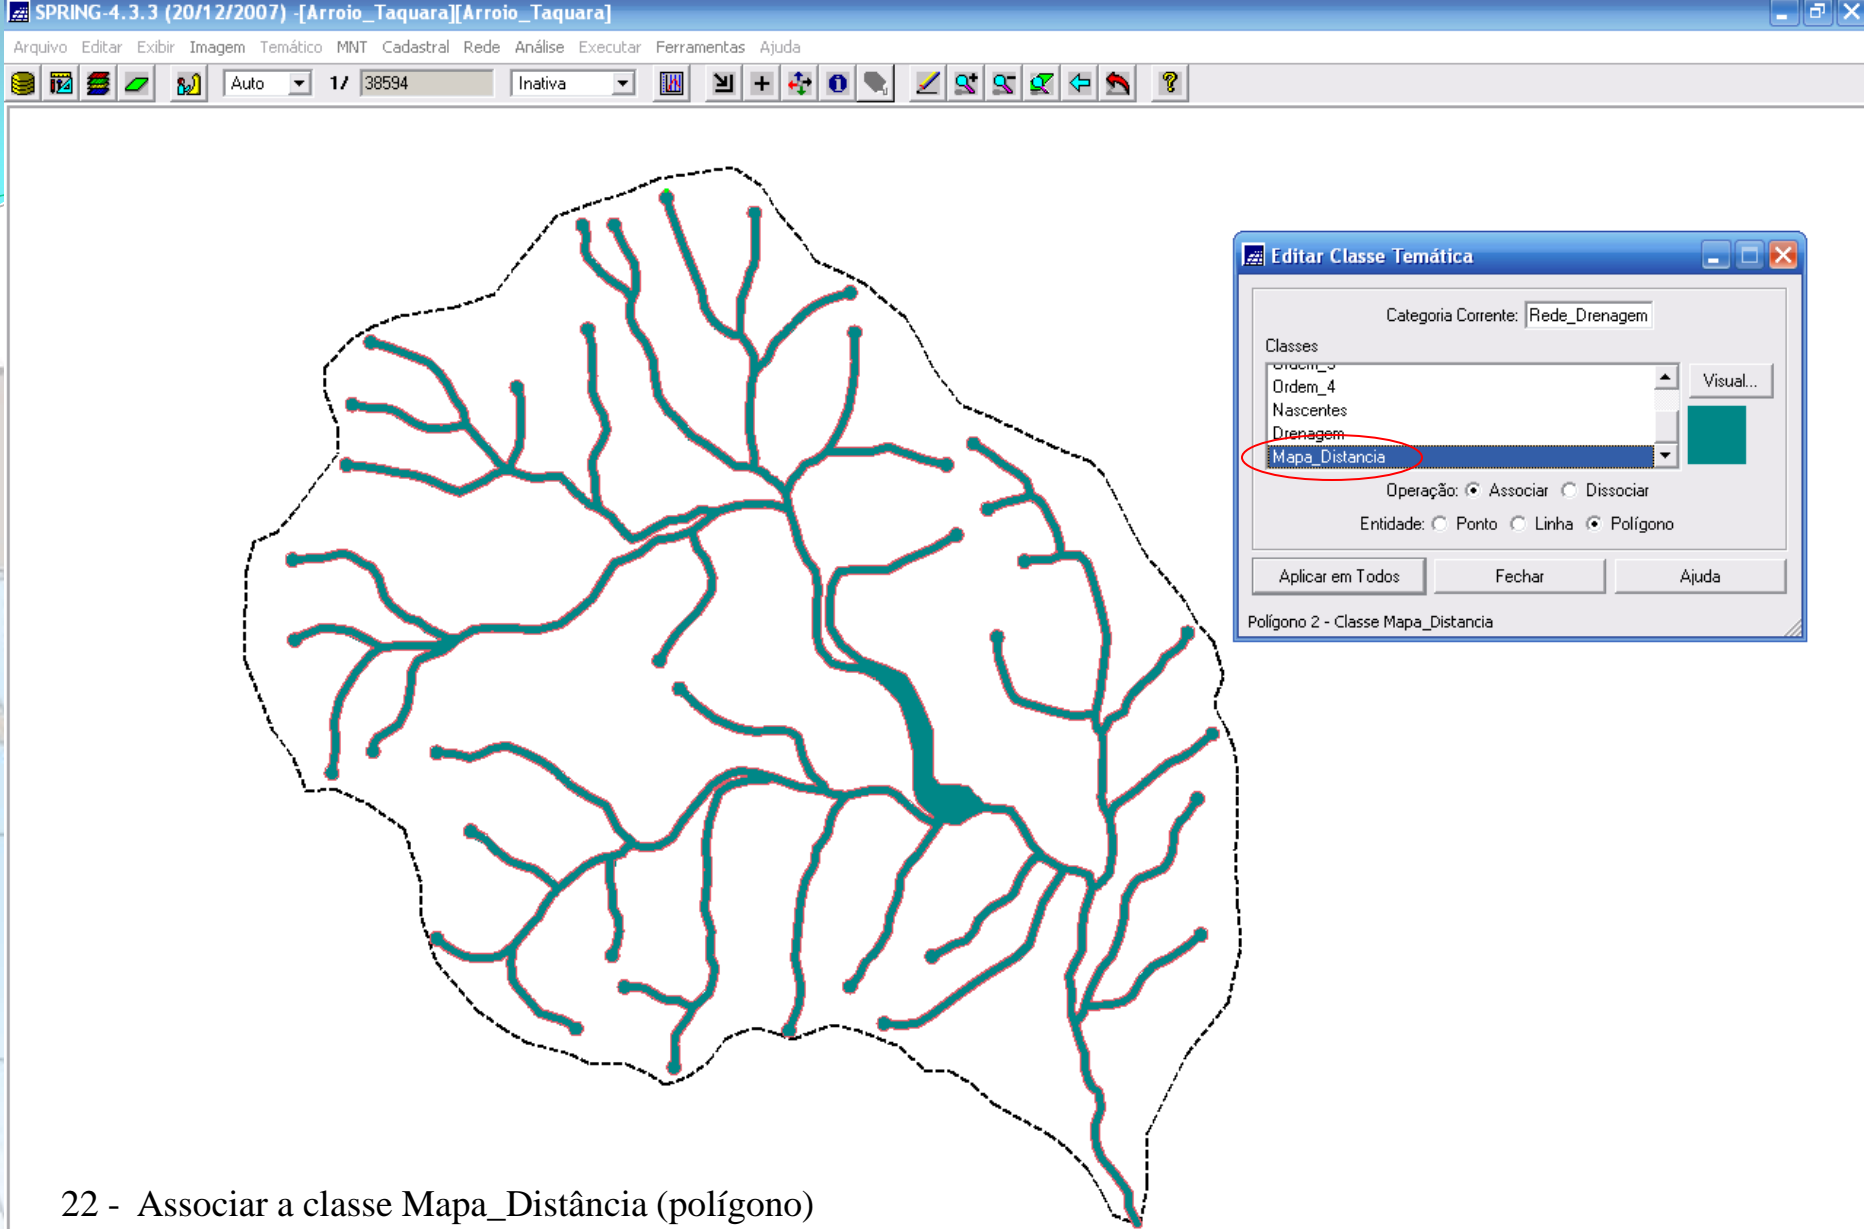 SPRING-4.3.3 (20/12/2007) -[Arroio_Taquara][Arroio_Taquara]
Arquivo Editar Exibir Imagem Temático MNT Cadastral Rede Análise Executar Ferramentas Ajuda
Auto 1/ 38594 Inativa
Editar Classe Temática
Categoria Corrente: Rede_Drenagem
Classes
Ordem_3
Ordem_4
Visual...
Nascentes
Drenagem
Mapa_Distancia
Operação: Associar Dissociar
Entidade: Ponto Linha Polígono
Aplicar em Todos Fechar Ajuda
Polígono 2 - Classe Mapa_Distancia
22 - Associar a classe Mapa_Distância (polígono)